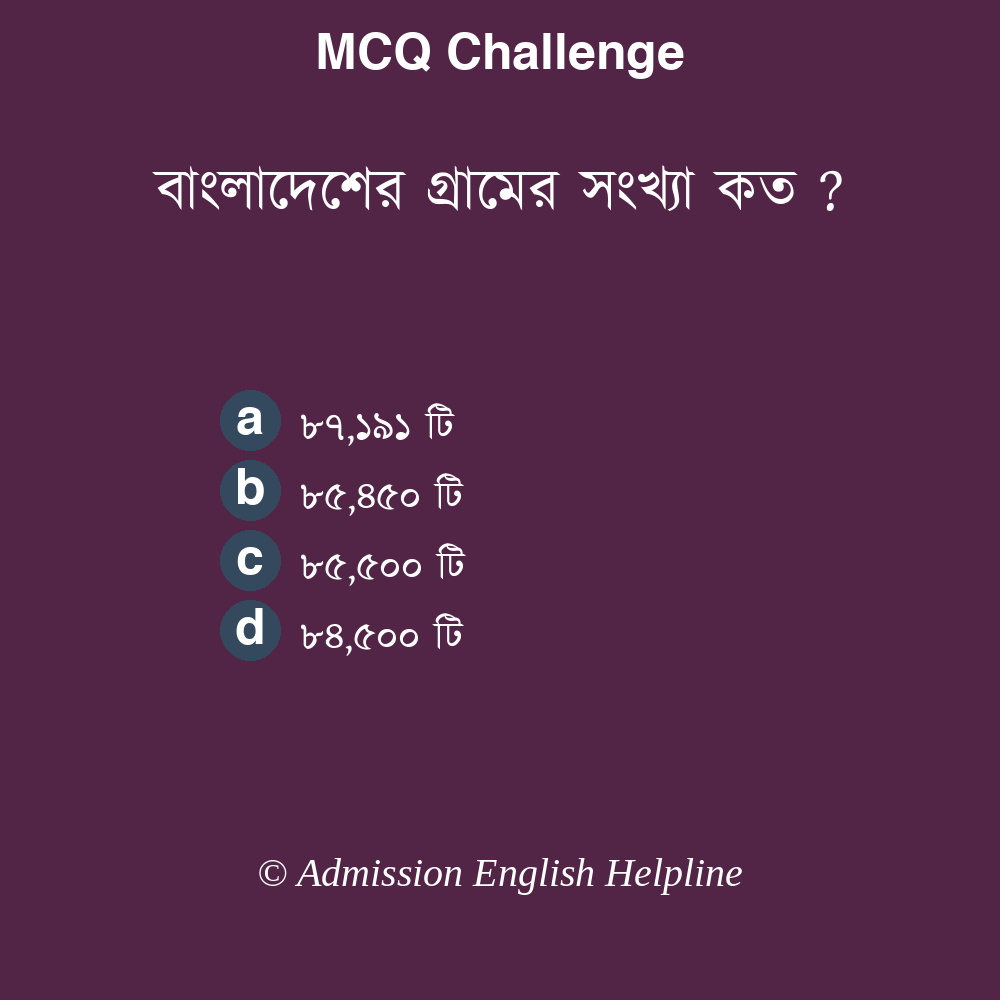 MCQ Challenge
বাংলাদেশের গ্রামের সংখ্যা কত ?
a ৮৭,১৯১ টি
b ৮৫,৪৫০ টি
c ৮৫,৫০০ টি
d ৮৪,৫০০ টি
© Admission English Helpline